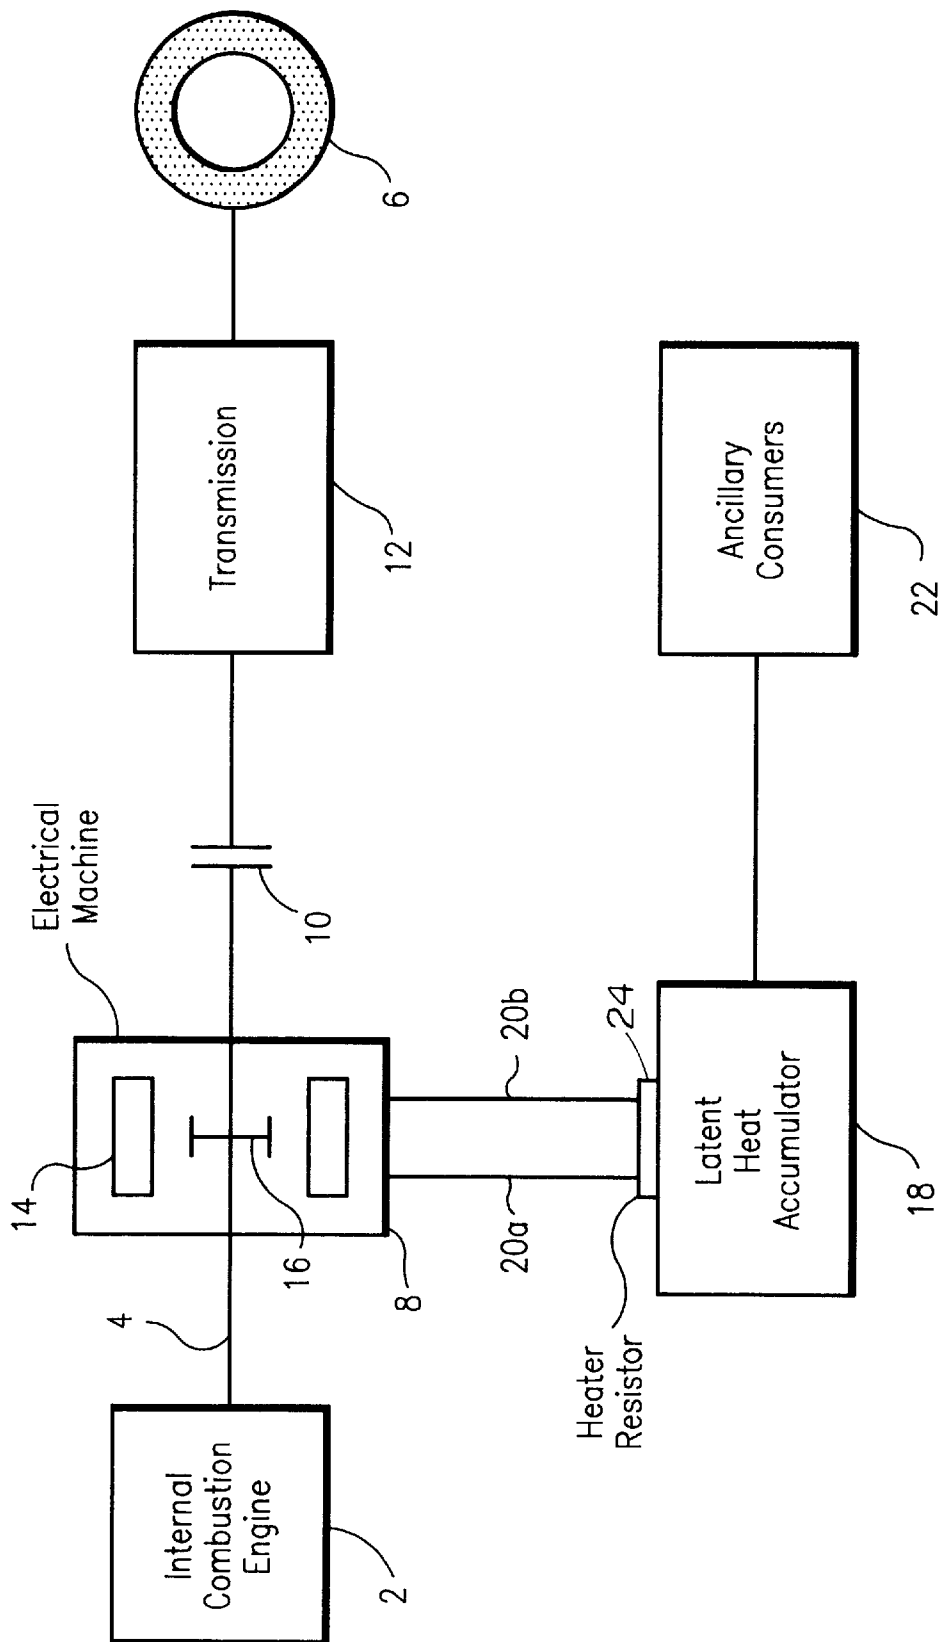 Electrical
Machine
14
4
Internal
Combustion
Engine
2
16
8
10
Transmission
12
6
20a
20b
Heater
Resistor
24
Latent
Heat
Accumulator
18
Ancillary
Consumers
22